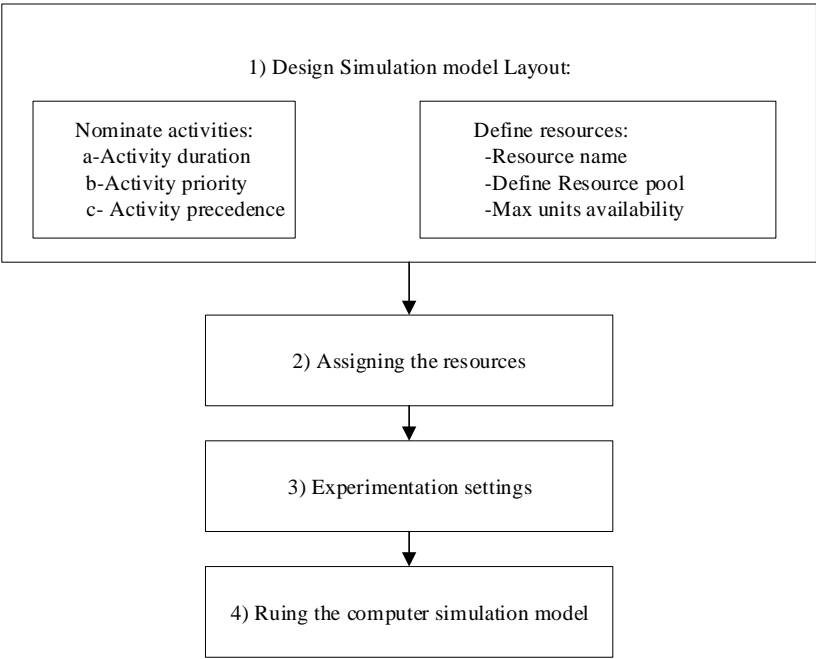 1) Design Simulation model Layout:
Nominate activities:
a-Activity duration
b-Activity priority
c- Activity precedence
Define resources:
-Resource name
-Define Resource pool
-Max units availability
2) Assigning the resources
3) Experimentation settings
4) Ruing the computer simulation model